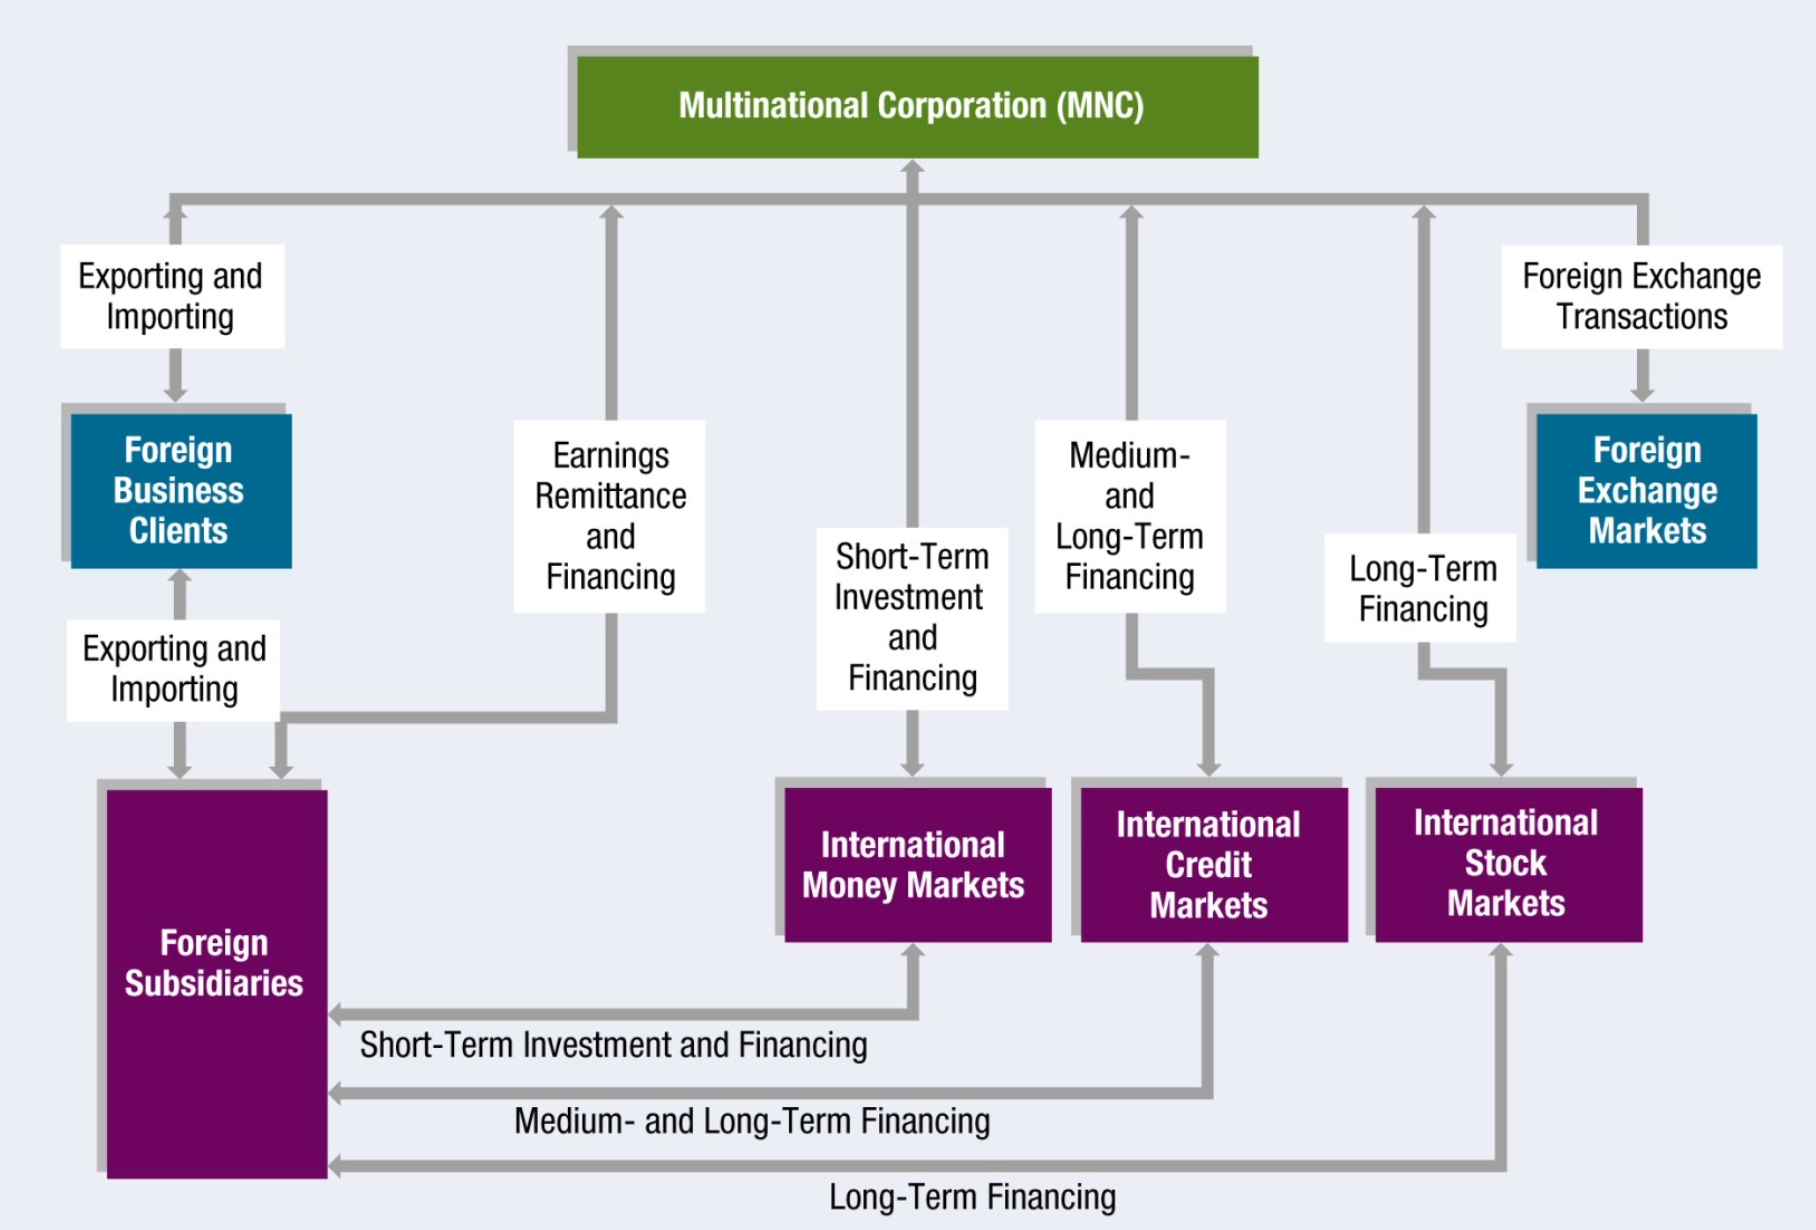 Multinational Corporation (MNC)
Exporting and
Importing
Foreign Exchange
Transactions
Foreign
Business
Clients
Earnings
Remittance
and
Financing
Short-Term
Investment
and
Financing
Medium-
and
Long-Term
Financing
Long-Term
Financing
Foreign
Exchange
Markets
Exporting and
Importing
Foreign
Subsidiaries
International
Money Markets
International
Credit
Markets
International
Stock
Markets
Short-Term Investment and Financing
Medium- and Long-Term Financing
Long-Term Financing